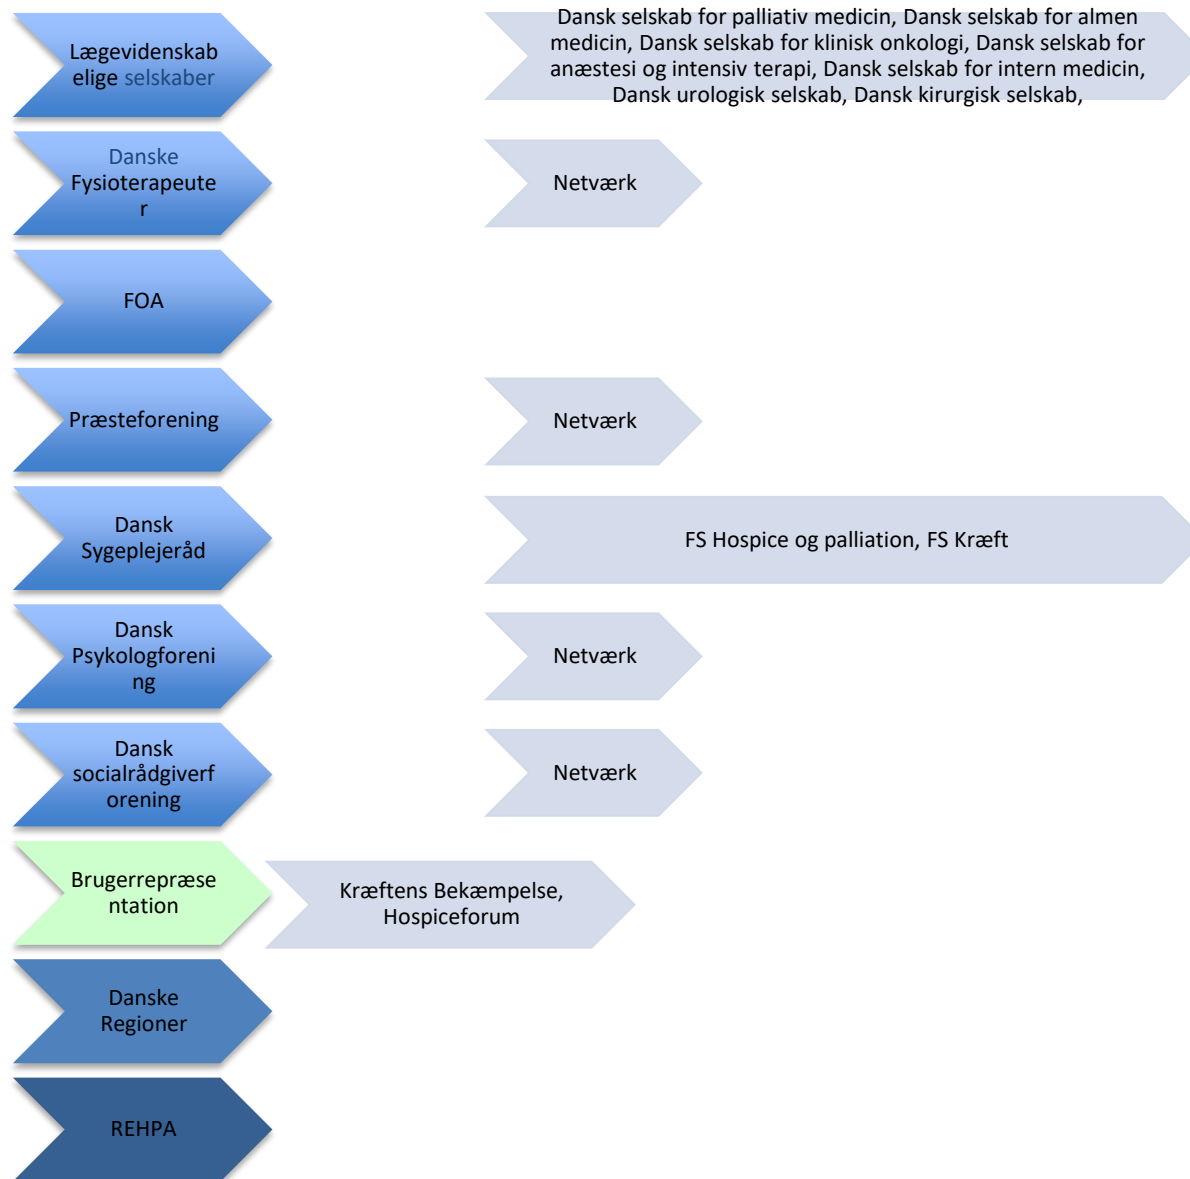 Lægevidenskab
elige selskaber
Dansk selskab for palliativ medicin, Dansk selskab for almen
medicin, Dansk selskab for klinisk onkologi, Dansk selskab for
anæstesi og intensiv terapi, Dansk selskab for intern medicin,
Dansk urologisk selskab, Dansk kirurgisk selskab,
Danske
Fysioterapeute
r
Netværk
FOA
Præsteforening
Netværk
Dansk
Sygeplejeråd
FS Hospice og palliation, FS Kræft
Dansk
Psykologforeni
ng
Netværk
Dansk
socialrådgiverf
orening
Netværk
Brugerrepræse
ntation
Kræftens Bekæmpelse,
Hospiceforum
Danske
Regioner
REHPA